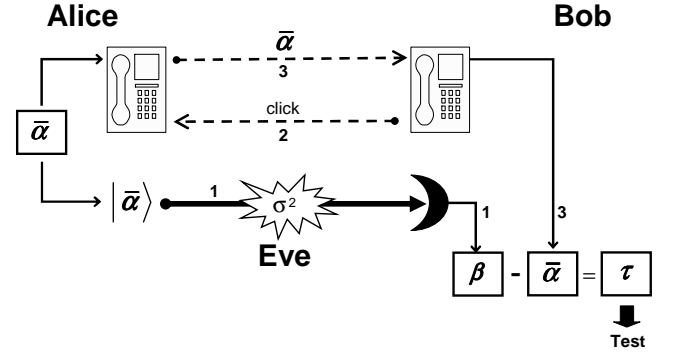 Alice
Bob
ᾱ
3
click
2
ᾱ
|ᾱ⟩
1
σ²
Eve
1
3
β - ᾱ = τ
Test